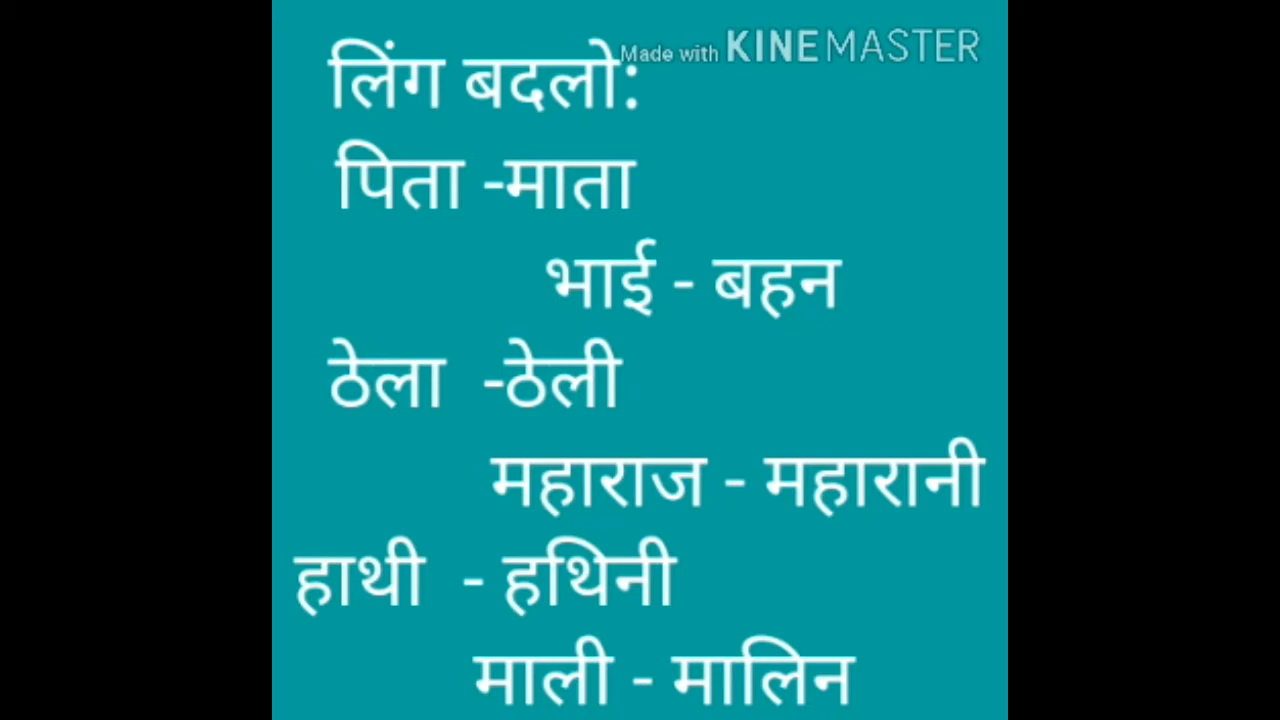 Made with KINEMASTER
लिंग बदलो:
पिता -माता
भाई - बहन
ठेला -ठेली
महाराज - महारानी
हाथी - हथिनी
माली - मालिन